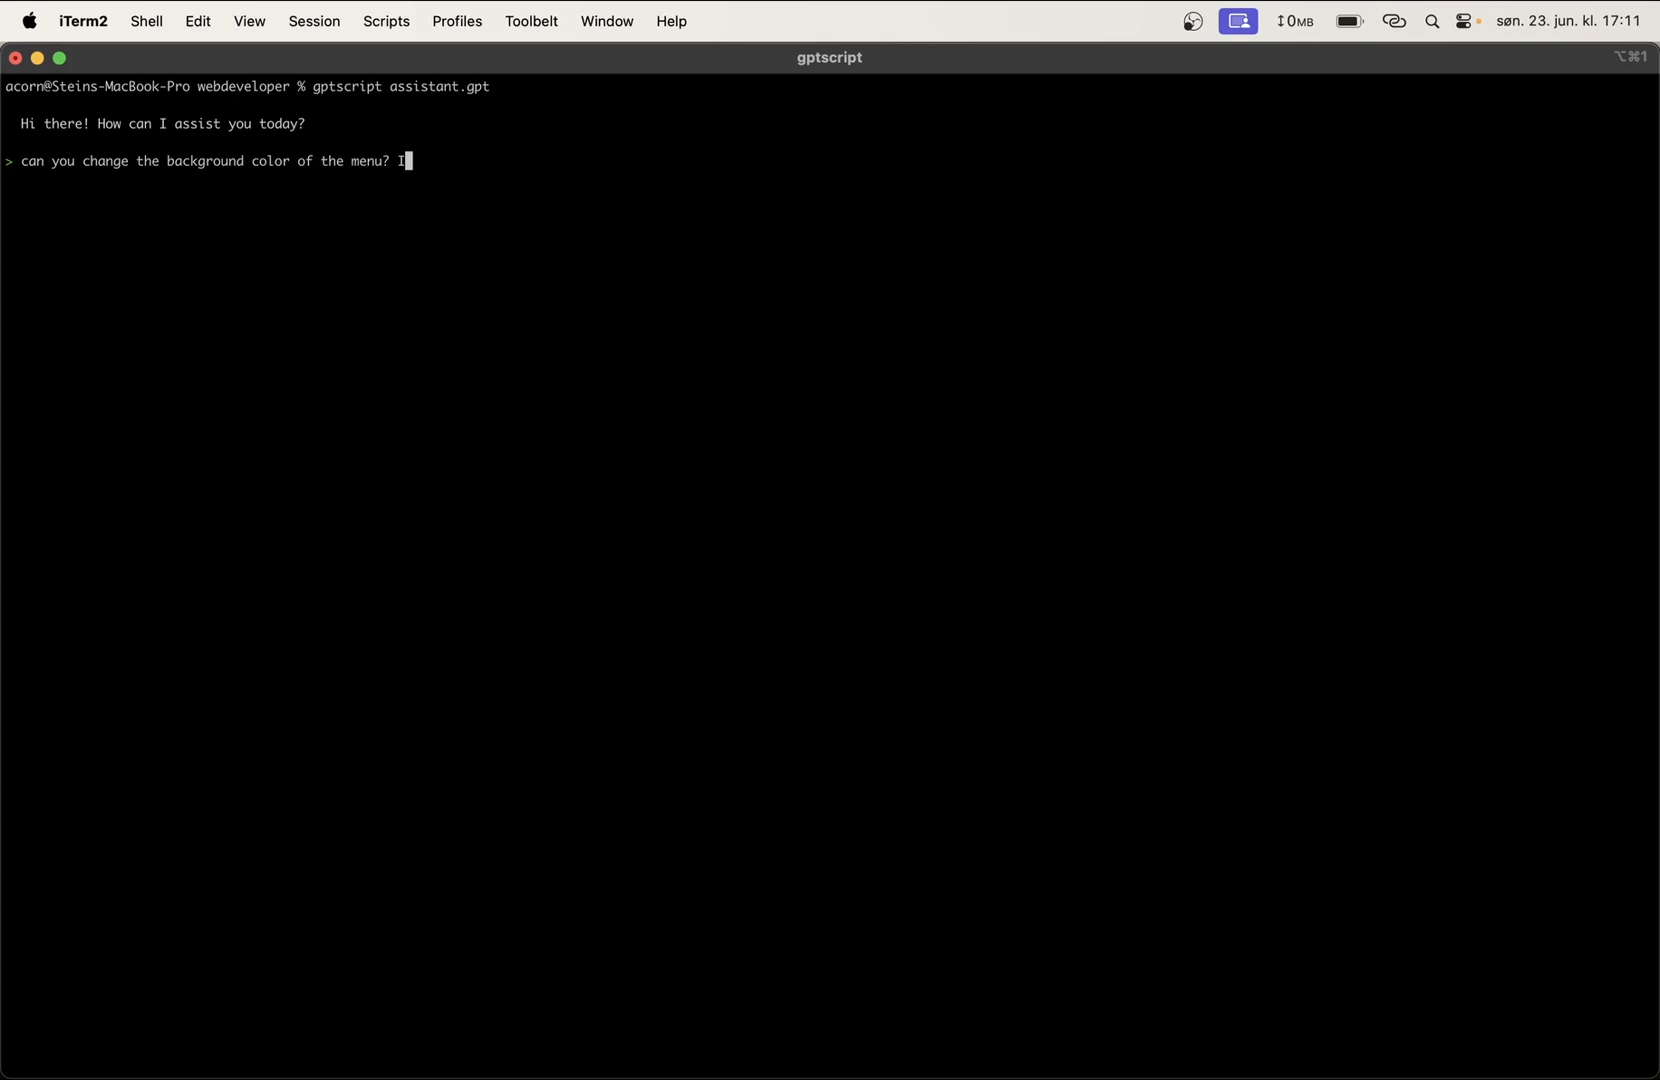 iTerm2 Shell Edit View Session Scripts Profiles Toolbelt Window Help ↕0MB søn. 23. jun. kl. 17:11
gptscript ⌥⌘1
acorn@Steins-MacBook-Pro webdeveloper % gptscript assistant.gpt
Hi there! How can I assist you today?
> can you change the background color of the menu? I